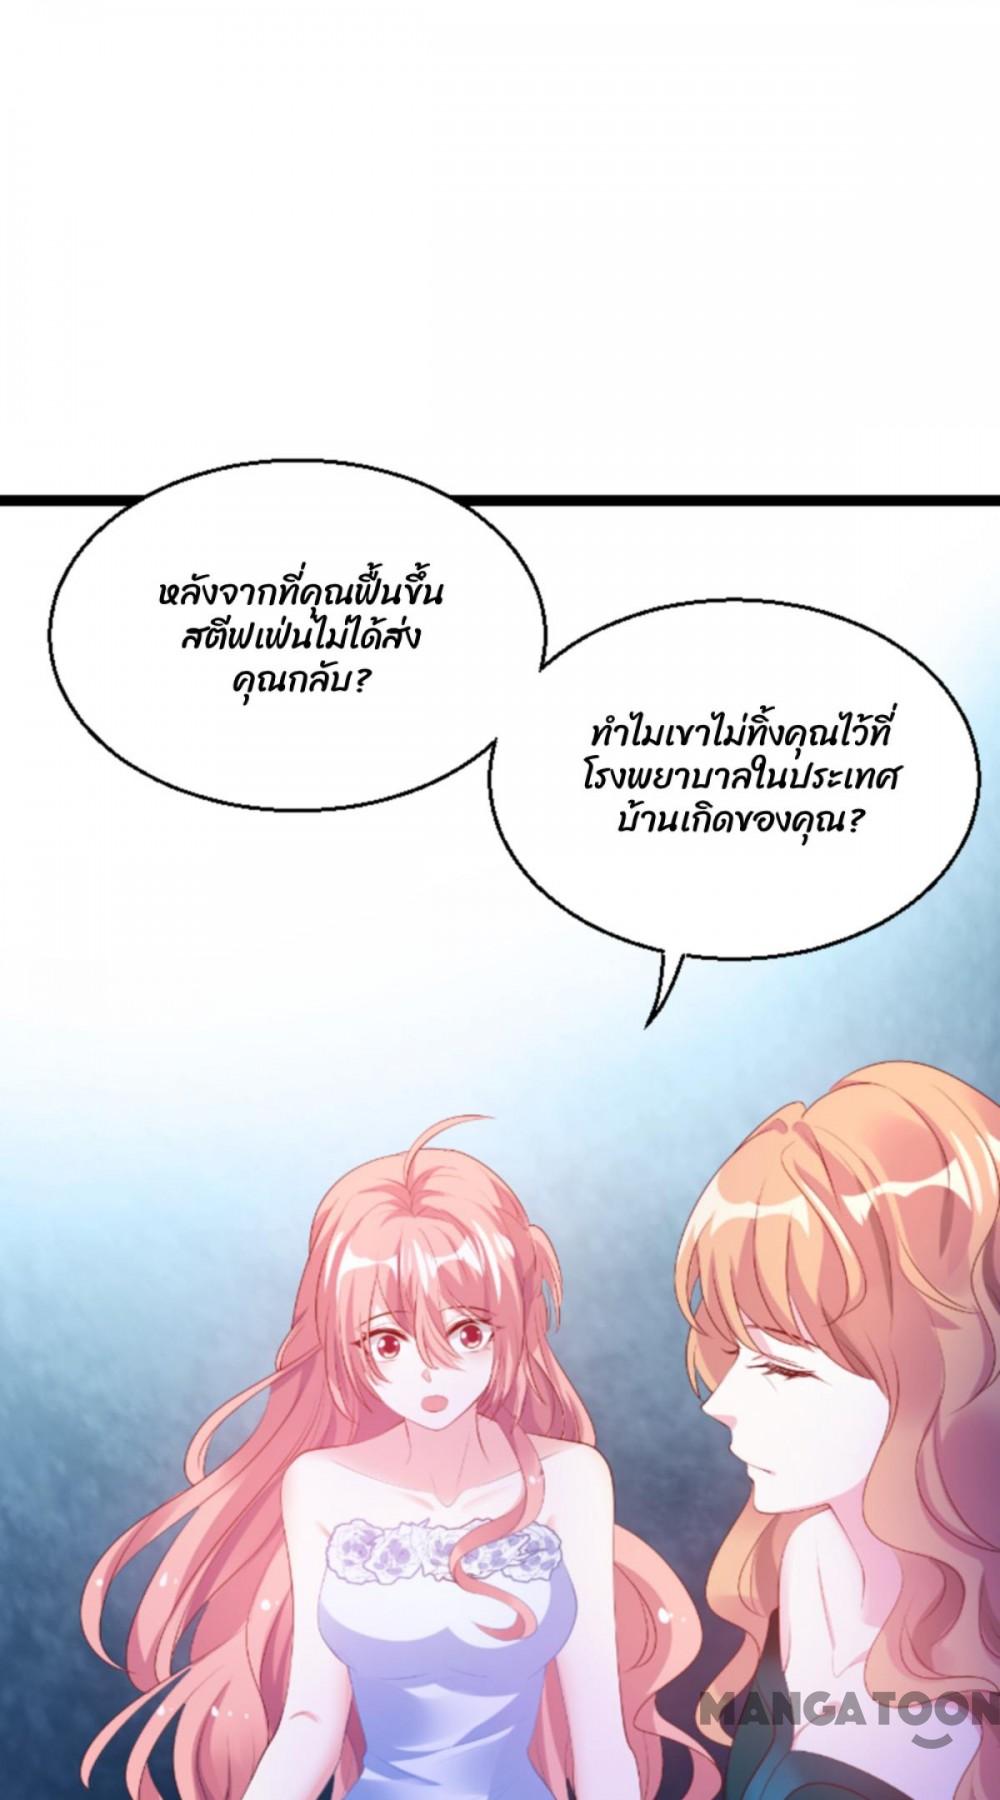 หลังจากที่คุณฟื้นขึ้น
สตีฟเฟ่นไม่ได้ส่ง
คุณกลับ?
ทำไมเขาไม่ทิ้งคุณไว้ที่
โรงพยาบาลในประเทศ
บ้านเกิดของคุณ?
MANGATOON